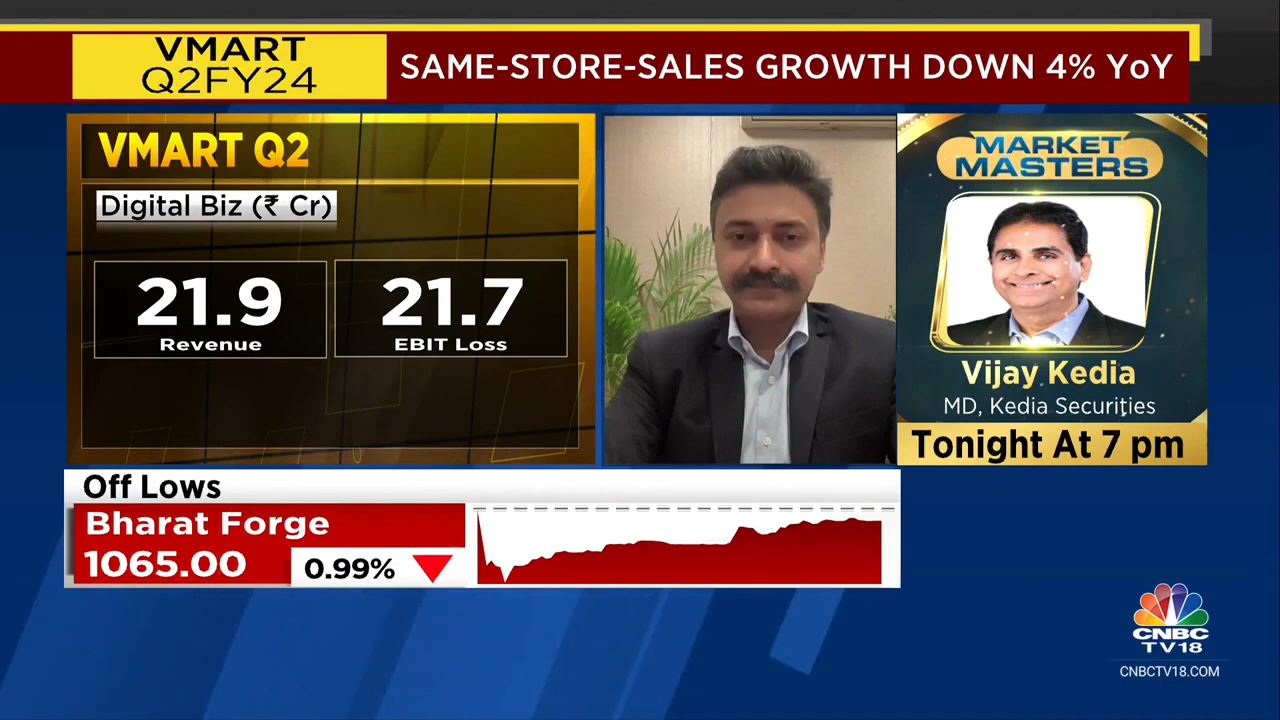 VMART
Q2FY24
SAME-STORE-SALES GROWTH DOWN 4% YoY
VMART Q2
Digital Biz (₹ Cr)
21.9
Revenue
21.7
EBIT Loss
MARKET
MASTERS
Vijay Kedia
MD, Kedia Securities
Tonight At 7 pm
Off Lows
Bharat Forge
1065.00
0.99%
CNBC
TV18
CNBCTV18.COM